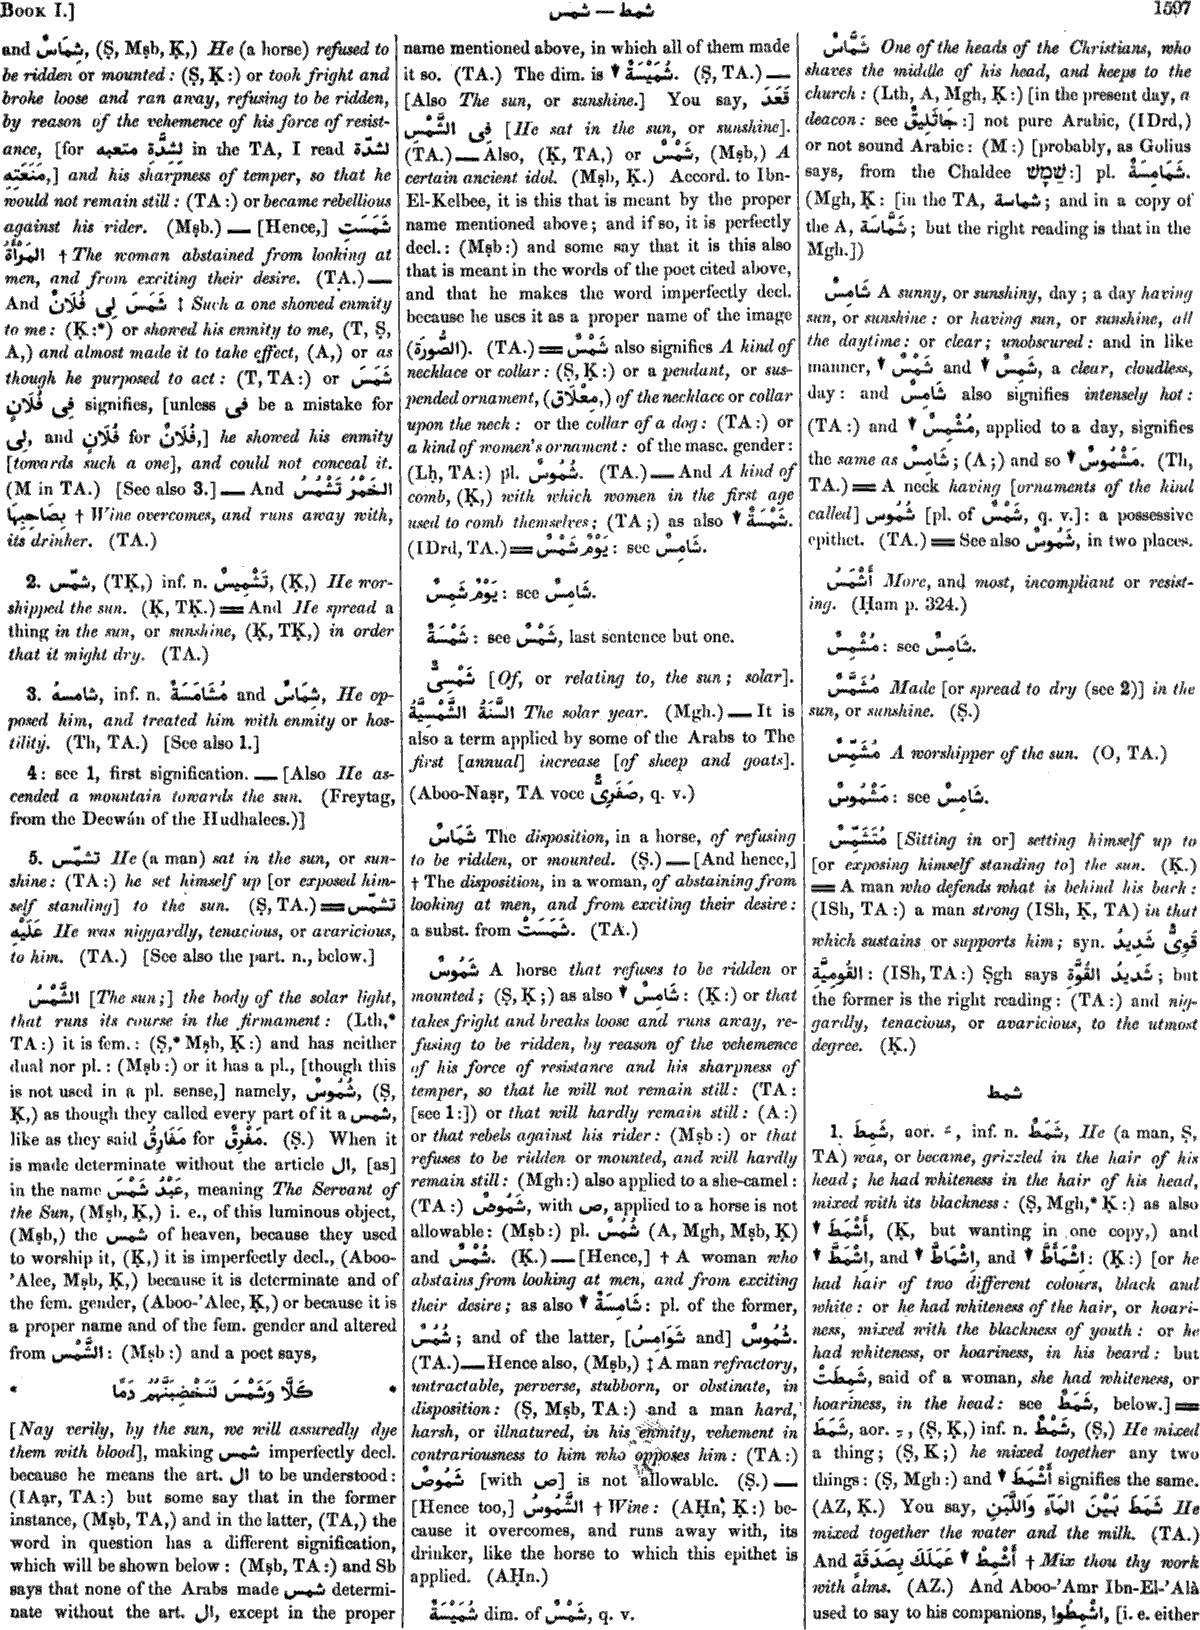 BOOK I.]
شمس — شمط
1597
and شِمَاسٌ, (Ṣ, Mṣb, Ḳ,) He (a horse) refused to
be ridden or mounted: (Ṣ, Ḳ:) or took fright and
broke loose and ran away, refusing to be ridden,
by reason of the vehemence of his force of resist-
ance, [for لِشِدَّةِ متعبه in the TA, I read لشدّة
مَنَعَتِهِ,] and his sharpness of temper, so that he
would not remain still: (TA:) or became rebellious
against his rider. (Mṣb.) — [Hence,] شَمَسَتِ
المَرْأَةُ † The woman abstained from looking at
men, and from exciting their desire. (TA.) —
And شَمَسَ لِى فُلَانٌ ‡ Such a one showed enmity
to me: (Ḳ:*) or showed his enmity to me, (T, Ṣ,
A,) and almost made it to take effect, (A,) or as
though he purposed to act: (T, TA:) or شَمَسَ
فِى فُلَانٍ signifies, [unless فى be a mistake for
لِى, and فُلَانٍ for فُلَانٌ,] he showed his enmity
[towards such a one], and could not conceal it.
(M in TA.) [See also 3.] — And الخَمْرُ تَشْمُسُ
بِصَاحِبِهَا † Wine overcomes, and runs away with,
its drinker. (TA.)
2. شمّس, (TḲ,) inf. n. تَشْمِيسٌ, (Ḳ,) He wor-
shipped the sun. (Ḳ, TḲ.) = And He spread a
thing in the sun, or sunshine, (Ḳ, TḲ,) in order
that it might dry. (TA.)
3. شامسهُ, inf. n. مُشَامَسَةٌ and شِمَاسٌ, He op-
posed him, and treated him with enmity or hos-
tility. (Th, TA.) [See also 1.]
4: see 1, first signification. — [Also He as-
cended a mountain towards the sun. (Freytag,
from the Deewán of the Hudhalees.)]
5. تشمّس He (a man) sat in the sun, or sun-
shine: (TA:) he set himself up [or exposed him-
self standing] to the sun. (Ṣ, TA.) = تشمّس
عَلَيْهِ He was niggardly, tenacious, or avaricious,
to him. (TA.) [See also the part. n., below.]
الشَّمْسُ [The sun;] the body of the solar light,
that runs its course in the firmament: (Lth,*
TA:) it is fem.: (Ṣ,* Mṣb, Ḳ:) and has neither
dual nor pl.: (Mṣb:) or it has a pl., [though this
is not used in a pl. sense,] namely, شُمُوسٌ, (Ṣ,
Ḳ,) as though they called every part of it a شمس,
like as they said مَفَارِقُ for مَفْرِقٌ. (Ṣ.) When it
is made determinate without the article ال, [as]
in the name عَبْدُ شَمْسَ, meaning The Servant of
the Sun, (Mṣb, Ḳ,) i. e., of this luminous object,
(Mṣb,) the شمس of heaven, because they used
to worship it, (Ḳ,) it is imperfectly decl., (Aboo-
'Alee, Mṣb, Ḳ,) because it is determinate and of
the fem. gender, (Aboo-'Alee, Ḳ,) or because it is
a proper name and of the fem. gender and altered
from الشَّمْس: (Mṣb:) and a poet says,
* كَلَّا وَشَمْسَ لَنَخْضِبَنَّهُمُ دَمَا *
[Nay verily, by the sun, we will assuredly dye
them with blood], making شمس imperfectly decl.
because he means the art. ال to be understood:
(IAạr, TA:) but some say that in the former
instance, (Mṣb, TA,) and in the latter, (TA,) the
word in question has a different signification,
which will be shown below: (Mṣb, TA:) and Sb
says that none of the Arabs made شمس determi-
nate without the art. ال, except in the proper
name mentioned above, in which all of them made
it so. (TA.) The dim. is ▼ شُمَيْسَةٌ. (Ṣ, TA.) —
[Also The sun, or sunshine.] You say, قَعَدَ
فِى الشَّمْسِ [He sat in the sun, or sunshine].
(TA.) — Also, (Ḳ, TA,) or شَمْسٌ, (Mṣb,) A
certain ancient idol. (Mṣb, Ḳ.) Accord. to Ibn-
El-Kelbee, it is this that is meant by the proper
name mentioned above; and if so, it is perfectly
decl.: (Mṣb:) and some say that it is this also
that is meant in the words of the poet cited above,
and that he makes the word imperfectly decl.
because he uses it as a proper name of the image
(الصُّورَة). (TA.) = شَمْسٌ also signifies A kind of
necklace or collar: (Ṣ, Ḳ:) or a pendant, or sus-
pended ornament, (مِعْلَاق,) of the necklace or collar
upon the neck: or the collar of a dog: (TA:) or
a kind of women's ornament: of the masc. gender:
(Lḥ, TA:) pl. شُمُوسٌ. (TA.) — And A kind of
comb, (Ḳ,) with which women in the first age
used to comb themselves; (TA;) as also ▼ شَمْسَةٌ.
(IDrd, TA.) = يَوْمٌ شَمْسٌ: see شَامِسٌ.
يَوْمٌ شَمِسٌ: see شَامِسٌ.
شَمْسَةٌ: see شَمْسٌ, last sentence but one.
شَمْسِىٌّ [Of, or relating to, the sun; solar].
السَّنَةُ الشَّمْسِيَّةُ The solar year. (Mgh.) — It is
also a term applied by some of the Arabs to The
first [annual] increase [of sheep and goats].
(Aboo-Naṣr, TA voce صَفَرِىٌّ, q. v.)
شِمَاسٌ The disposition, in a horse, of refusing
to be ridden, or mounted. (Ṣ.) — [And hence,]
† The disposition, in a woman, of abstaining from
looking at men, and from exciting their desire:
a subst. from شَمَسَتْ. (TA.)
شَمُوسٌ A horse that refuses to be ridden or
mounted; (Ṣ, Ḳ;) as also ▼ شَامِسٌ: (Ḳ:) or that
takes fright and breaks loose and runs away, re-
fusing to be ridden, by reason of the vehemence
of his force of resistance and his sharpness of
temper, so that he will not remain still: (TA:
[see 1:]) or that will hardly remain still: (A:)
or that rebels against his rider: (Mṣb:) or that
refuses to be ridden or mounted, and will hardly
remain still: (Mgh:) also applied to a she-camel:
(TA:) شَمُوصٌ, with ص, applied to a horse is not
allowable: (Mṣb:) pl. شُمُسٌ (A, Mgh, Mṣb, Ḳ)
and شُمْسٌ. (Ḳ.) — [Hence,] † A woman who
abstains from looking at men, and from exciting
their desire; as also ▼ شَامِسَةٌ: pl. of the former,
شُمُسٌ; and of the latter, [شَوَامِسُ and] شُمُوسٌ.
(TA.) — Hence also, (Mṣb,) ‡ A man refractory,
untractable, perverse, stubborn, or obstinate, in
disposition: (Ṣ, Mṣb, TA:) and a man hard,
harsh, or illnatured, in his enmity, vehement in
contrariousness to him who opposes him: (TA:)
شَمُوصٌ [with ص] is not allowable. (Ṣ.) —
[Hence too,] الشَّمُوسُ † Wine: (AḤn, Ḳ:) be-
cause it overcomes, and runs away with, its
drinker, like the horse to which this epithet is
applied. (AḤn.)
شُمَيْسَةٌ dim. of شَمْسٌ, q. v.
شَمَّاسٌ One of the heads of the Christians, who
shaves the middle of his head, and keeps to the
church: (Lth, A, Mgh, Ḳ:) [in the present day, a
deacon: see جَاثَلِيقٌ:] not pure Arabic, (IDrd,)
or not sound Arabic: (M:) [probably, as Golius
says, from the Chaldee שַׁמָּשׁ:] pl. شَمَامِسَةٌ.
(Mgh, Ḳ: [in the TA, شماسة; and in a copy of
the A, شَمَّاسَة; but the right reading is that in the
Mgh.])
شَامِسٌ A sunny, or sunshiny, day; a day having
sun, or sunshine: or having sun, or sunshine, all
the daytime: or clear; unobscured: and in like
manner, ▼ شَمْسٌ and ▼ شَمِسٌ, a clear, cloudless,
day: and شَامِسٌ also signifies intensely hot:
(TA:) and ▼ مُشْمِسٌ, applied to a day, signifies
the same as شَامِسٌ; (A;) and so ▼ مَشْمُوسٌ. (Th,
TA.) = A neck having [ornaments of the kind
called] شُمُوس [pl. of شَمْسٌ, q. v.]: a possessive
epithet. (TA.) = See also شَمُوسٌ, in two places.
أَشْمَسُ More, and most, incompliant or resist-
ing. (Ḥam p. 324.)
مُشْمِسٌ: see شَامِسٌ.
مُشَمَّسٌ Made [or spread to dry (see 2)] in the
sun, or sunshine. (Ṣ.)
مُشَمِّسٌ A worshipper of the sun. (O, TA.)
مَشْمُوسٌ: see شَامِسٌ.
مُتَشَمِّسٌ [Sitting in or] setting himself up to
[or exposing himself standing to] the sun. (Ḳ.)
= A man who defends what is behind his back:
(ISh, TA:) a man strong (ISh, Ḳ, TA) in that
which sustains or supports him; syn. قَوِىٌّ شَدِيدُ
القُومِيَّةِ: (ISh, TA:) Ṣgh says شَدِيدُ القُوَّةِ; but
the former is the right reading: (TA:) and nig-
gardly, tenacious, or avaricious, to the utmost
degree. (Ḳ.)
شمط
1. شَمِطَ, aor. ـَ, inf. n. شَمَطٌ, He (a man, Ṣ,
TA) was, or became, grizzled in the hair of his
head; he had whiteness in the hair of his head,
mixed with its blackness: (Ṣ, Mgh,* Ḳ:) as also
▼ أَشْمَطَ, (Ḳ, but wanting in one copy,) and
▼ اشْمَطَّ, and ▼ اشْمَاطَّ, and ▼ اشْمَأَطَّ: (Ḳ:) [or he
had hair of two different colours, black and
white: or he had whiteness of the hair, or hoari-
ness, mixed with the blackness of youth: or he
had whiteness, or hoariness, in his beard: but
شَمِطَتْ, said of a woman, she had whiteness, or
hoariness, in the head: see شَمَطٌ, below.] =
شَمَطَ, aor. ـِ, (Ṣ, Ḳ,) inf. n. شَمْطٌ, (Ṣ,) He mixed
a thing; (Ṣ, Ḳ;) he mixed together any two
things: (Ṣ, Mgh:) and ▼ أَشْمَطَ signifies the same.
(AZ, Ḳ.) You say, شَمَطَ بَيْنَ المَآءِ وَاللَّبَنِ He
mixed together the water and the milk. (TA.)
And أَشْمِطْ ▼ عَمَلَكَ بِصَدَقَةٍ † Mix thou thy work
with alms. (AZ.) And Aboo-'Amr Ibn-El-'Alà
used to say to his companions, اشْمِطُوا, [i. e. either